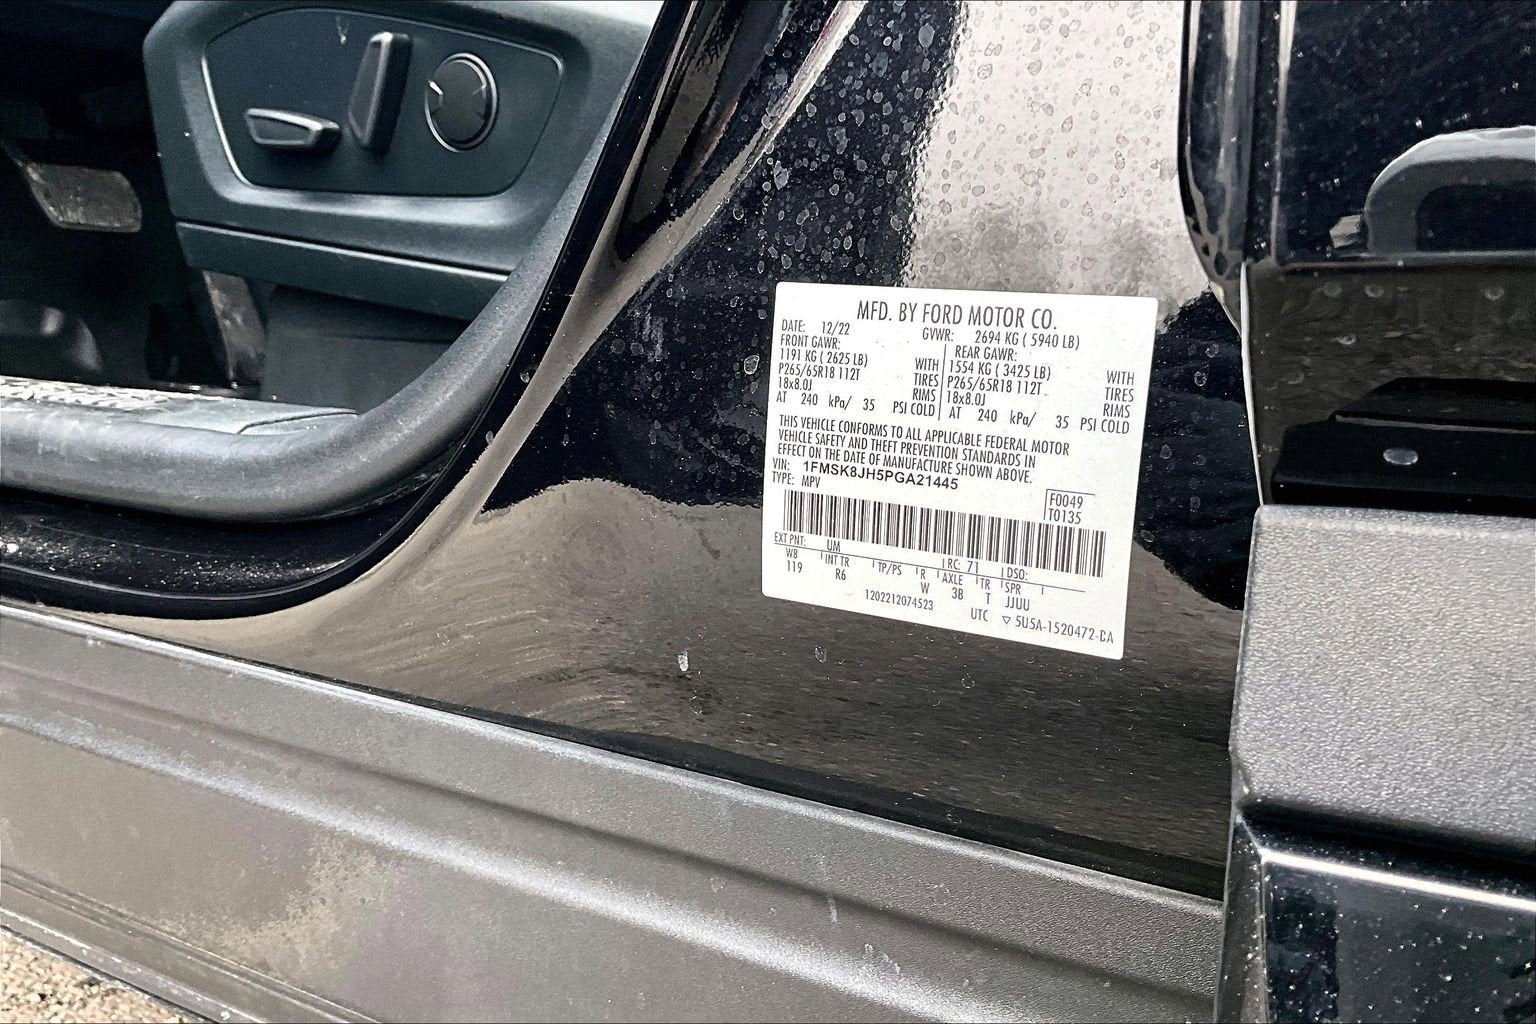 MFD. BY FORD MOTOR CO.
DATE: 12/22 GVWR: 2694 KG ( 5940 LB)
FRONT GAWR: REAR GAWR:
1191 KG ( 2625 LB) WITH 1554 KG ( 3425 LB) WITH
P265/65R18 112T TIRES P265/65R18 112T TIRES
18x8.0J RIMS 18x8.0J RIMS
AT 240 kPa/ 35 PSI COLD AT 240 kPa/ 35 PSI COLD
THIS VEHICLE CONFORMS TO ALL APPLICABLE FEDERAL MOTOR
VEHICLE SAFETY AND THEFT PREVENTION STANDARDS IN
EFFECT ON THE DATE OF MANUFACTURE SHOWN ABOVE.
VIN: 1FMSK8JH5PGA21445
TYPE: MPV
F0049
T0135
EXT PNT: UM RC: 71 DSO:
WB INT TR TP/PS R AXLE TR SPR
119 R6 W 3B T JJUU
1202212074523 UTC ▽ 5U5A-1520472-DA